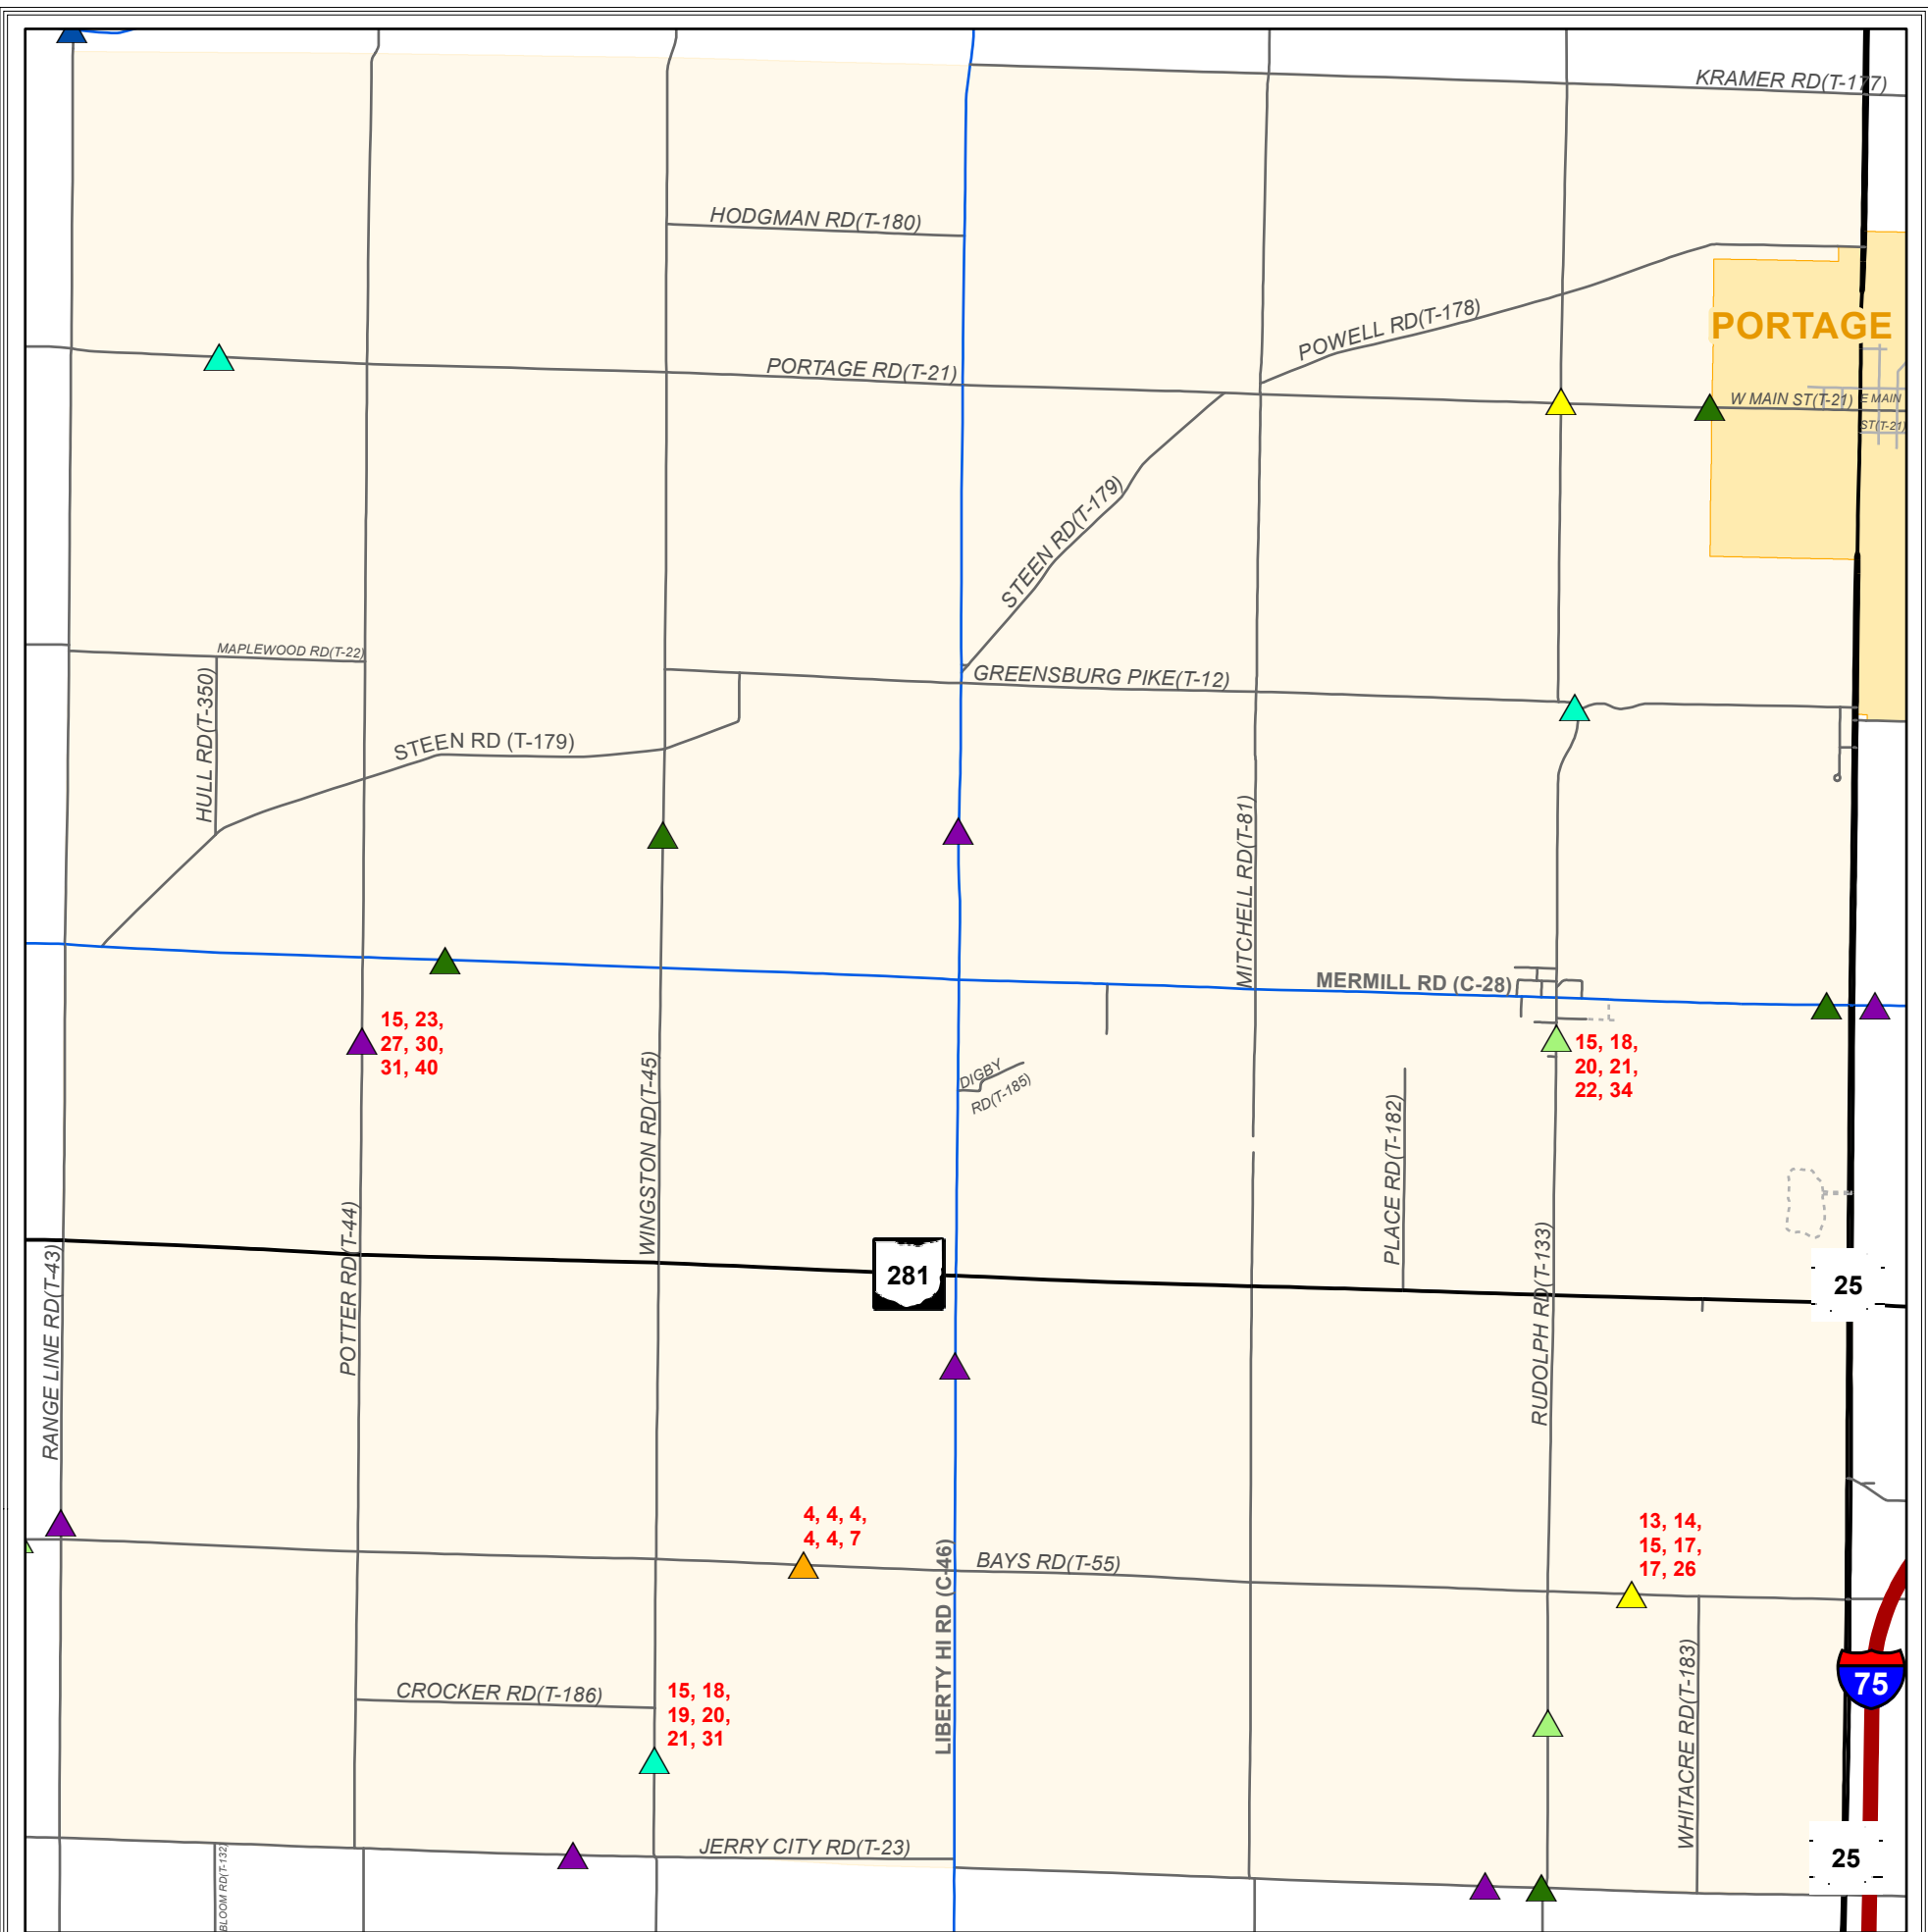 KRAMER RD(T-177)
HODGMAN RD(T-180)
POWELL RD(T-178)
PORTAGE
PORTAGE RD(T-21)
W MAIN ST(T-21)
E MAIN
ST(T-21)
STEEN RD(T-179)
MAPLEWOOD RD(T-22)
HULL RD(T-350)
GREENSBURG PIKE(T-12)
STEEN RD (T-179)
MITCHELL RD(T-81)
MERMILL RD (C-28)
15, 23,
27, 30,
31, 40
15, 18,
20, 21,
22, 34
DIGBY
RD(T-185)
WINGSTON RD(T-45)
PLACE RD(T-182)
POTTER RD(T-44)
RANGE LINE RD(T-43)
RUDOLPH RD(T-133)
281
25
4, 4, 4,
4, 4, 7
13, 14,
15, 17,
17, 26
BAYS RD(T-55)
LIBERTY HI RD (C-46)
CROCKER RD(T-186)
15, 18,
19, 20,
21, 31
WHITACRE RD(T-183)
75
JERRY CITY RD(T-23)
BLOOM RD(T-132)
25